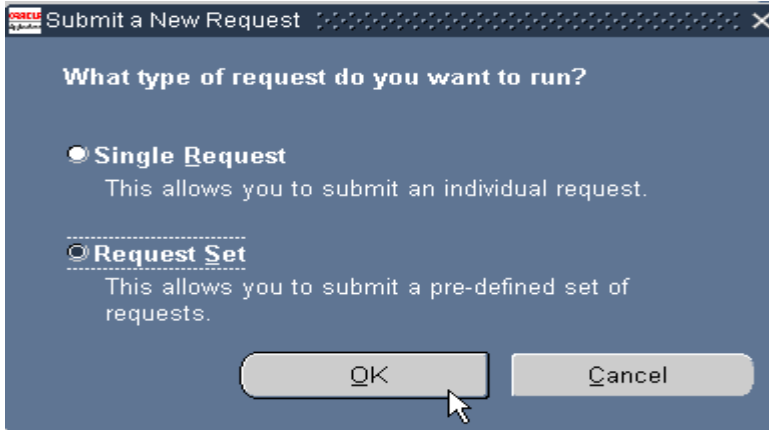 ORACLE
Submit a New Request
What type of request do you want to run?
Single Request
This allows you to submit an individual request.
Request Set
This allows you to submit a pre-defined set of
requests.
OK
Cancel